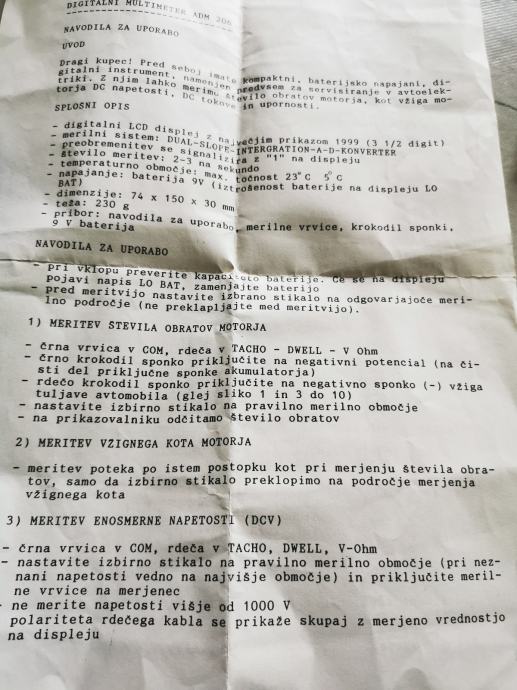 DIGITALNI MULTIMETER ADM 206
NAVODILA ZA UPORABO
UVOD
Dragi kupec! Pred seboj imate kompaktni, baterijsko napajani, di-
gitalni instrument, namenjen predvsem za servisiranje v avtoelek-
triki. Z njim lahko merimo število obratov motorja, kot vžiga mo-
torja DC napetosti, DC tokove in upornosti.
SPLOSNI OPIS
- digitalni LCD displej z največjim prikazom 1999 (3 1/2 digit)
- merilni sistem: DUAL-SLOPE-INTERGRATION-A-D-KONVERTER
- preobremenitev se signalizira z "1" na displeju
- število meritev: 2-3 na sekundo
- temperaturno območje: max. točnost 23°C 5°C
- napajanje: baterija 9V (iztrošenost baterije na displeju LO
BAT)
- dimenzije: 74 x 150 x 30 mm
- teža: 230 g
- pribor: navodila za uporabo, merilne vrvice, krokodil sponki,
9 V baterija
NAVODILA ZA UPORABO
- pri vklopu preverite kapaciteto baterije. Če se na displeju
pojavi napis LO BAT, zamenjajte baterijo
- pred meritvijo nastavite izbrano stikalo na odgovarjajoče meri-
lno področje (ne preklapljajte med meritvijo).
1) MERITEV STEVILA OBRATOV MOTORJA
- črna vrvica v COM, rdeča v TACHO - DWELL - V Ohm
- črno krokodil sponko priključite na negativni potencial (na či-
sti del priključne sponke akumulatorja)
- rdečo krokodil sponko priključite na negativno sponko (-) vžiga
tuljave avtomobila (glej sliko 1 in 3 do 10)
- nastavite izbirno stikalo na pravilno merilno območje
- na prikazovalniku odčitamo število obratov
2) MERITEV VZIGNEGA KOTA MOTORJA
- meritev poteka po istem postopku kot pri merjenju števila obra-
tov, samo da izbirno stikalo preklopimo na področje merjenja
vžignega kota
3) MERITEV ENOSMERNE NAPETOSTI (DCV)
- črna vrvica v COM, rdeča v TACHO, DWELL, V-Ohm
- nastavite izbirno stikalo na pravilno merilno območje (pri nez-
nani napetosti vedno na najvišje območje) in priključite meril-
ne vrvice na merjenec
- ne merite napetosti višje od 1000 V
polariteta rdečega kabla se prikaže skupaj z merjeno vrednostjo
na displeju